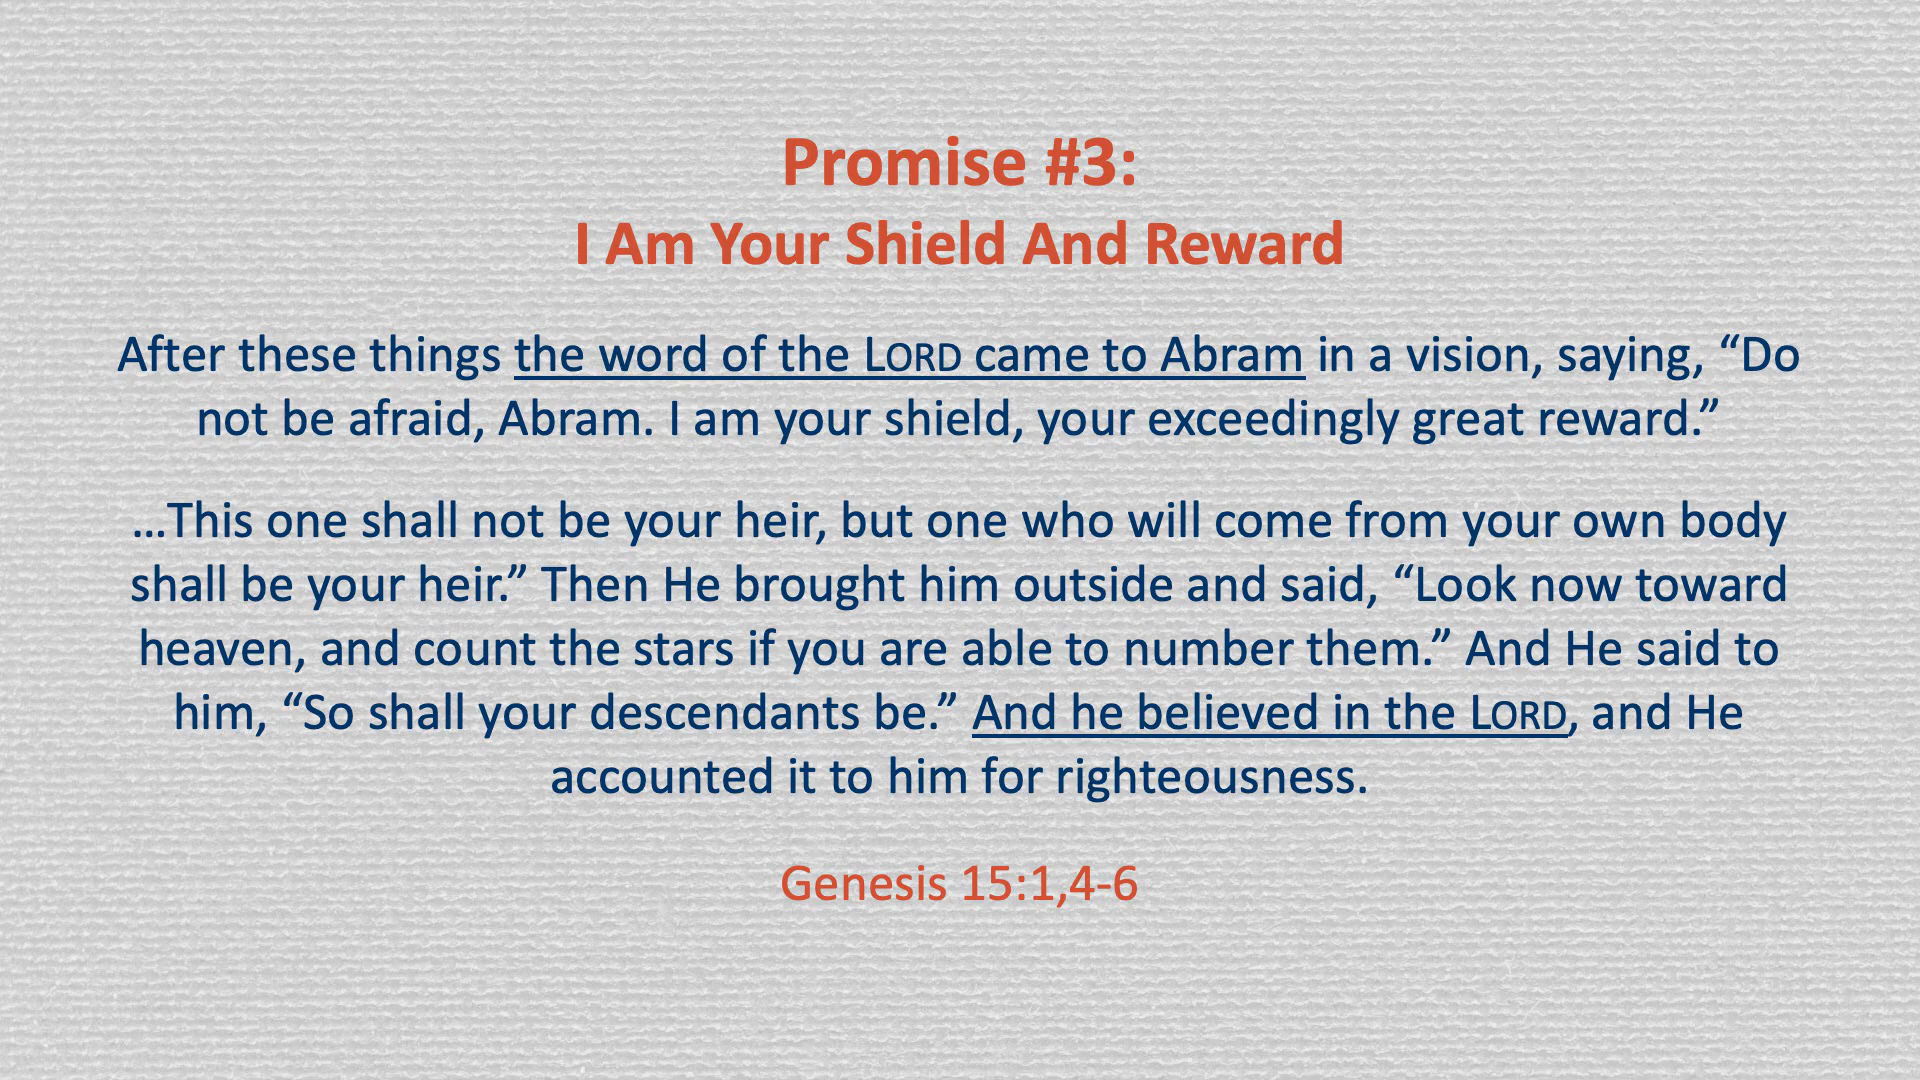 Promise #3:
I Am Your Shield And Reward
After these things the word of the LORD came to Abram in a vision, saying, “Do
not be afraid, Abram. I am your shield, your exceedingly great reward.”
…This one shall not be your heir, but one who will come from your own body
shall be your heir.” Then He brought him outside and said, “Look now toward
heaven, and count the stars if you are able to number them.” And He said to
him, “So shall your descendants be.” And he believed in the LORD, and He
accounted it to him for righteousness.
Genesis 15:1,4-6